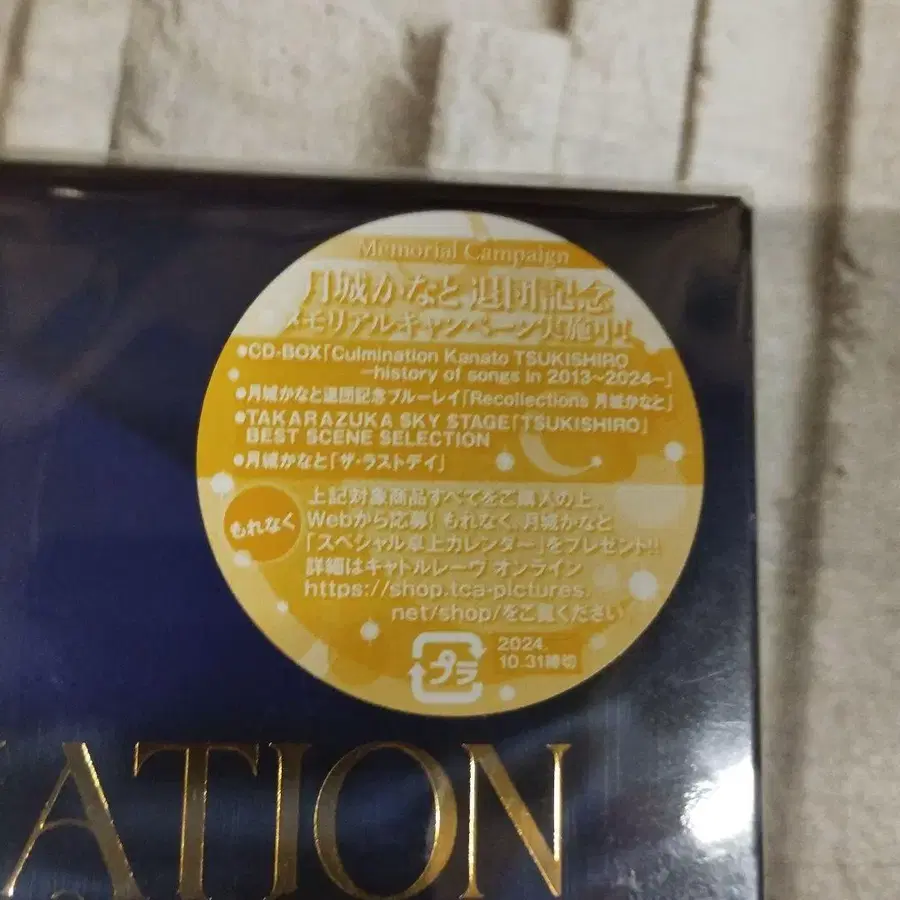 Memorial Campaign
月城かなと 退団記念
メモリアルキャンペーン実施中!
●CD-BOX「Culmination Kanato TSUKISHIRO
―history of songs in 2013~2024―」
●月城かなと退団記念ブルーレイ「Recollections 月城かなと」
●TAKARAZUKA SKY STAGE「TSUKISHIRO」
BEST SCENE SELECTION
●月城かなと「ザ・ラストデイ」
もれなく
上記対象商品すべてをご購入の上、
Webから応募! もれなく、月城かなと
「スペシャル卓上カレンダー」をプレゼント!!
詳細はキャトルレーヴ オンライン
https://shop.tca-pictures.
net/shop/をご覧ください
プラ
2024.
10.31締切
NATION